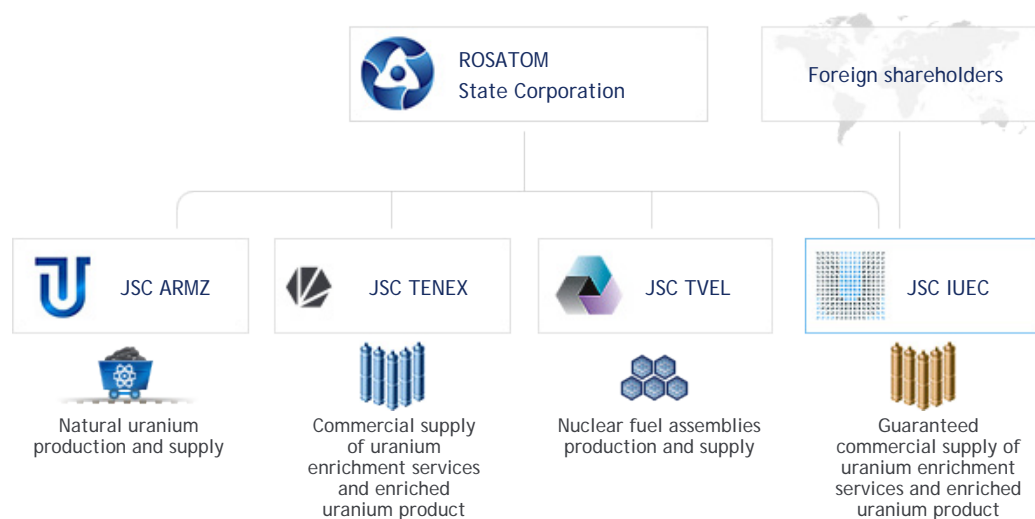 ROSATOM
State Corporation
Foreign shareholders
JSC ARMZ
JSC TENEX
JSC TVEL
JSC IUEC
Natural uranium
production and supply
Commercial supply
of uranium
enrichment services
and enriched
uranium product
Nuclear fuel assemblies
production and supply
Guaranteed
commercial supply of
uranium enrichment
services and enriched
uranium product